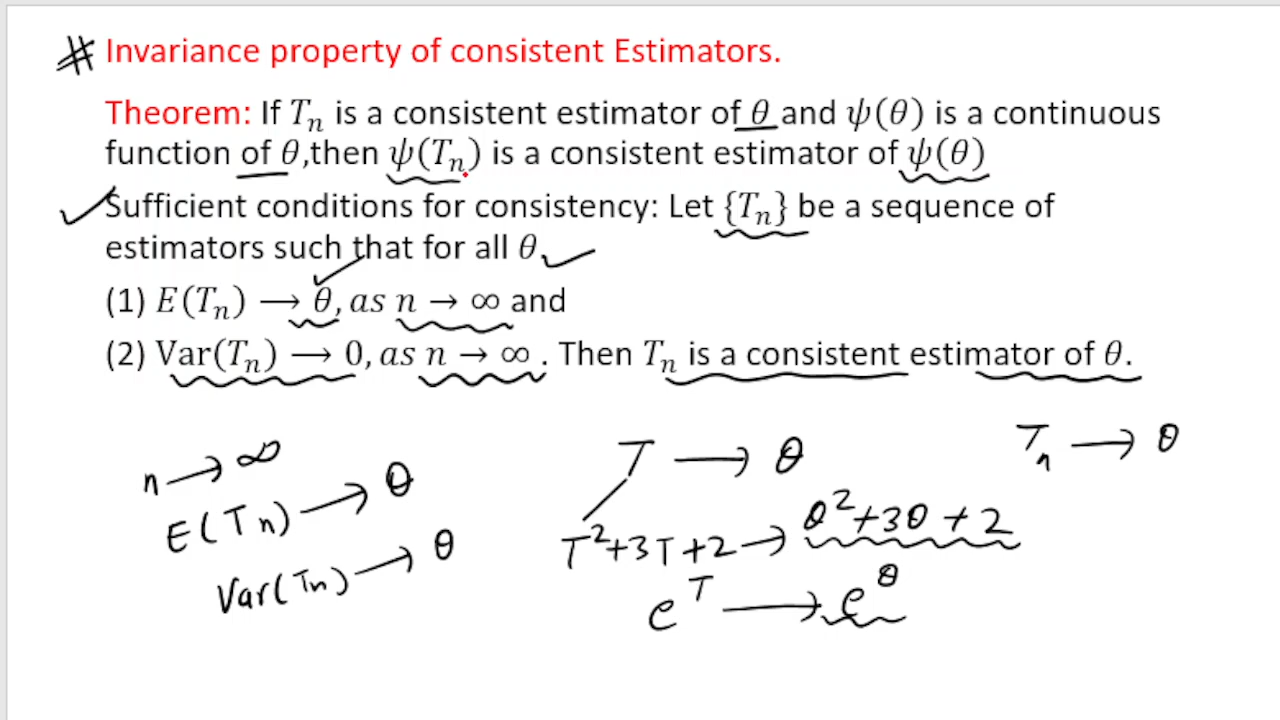 # Invariance property of consistent Estimators.
Theorem: If Tₙ is a consistent estimator of θ and ψ(θ) is a continuous
function of θ,then ψ(Tₙ) is a consistent estimator of ψ(θ)
Sufficient conditions for consistency: Let {Tₙ} be a sequence of
estimators such that for all θ,
(1) E(Tₙ) ⟶ θ, as n → ∞ and
(2) Var(Tₙ) ⟶ 0, as n → ∞ . Then Tₙ is a consistent estimator of θ.
n → ∞
E(Tn) → θ
Var(Tn) → θ
T → θ
T²+3T+2 → θ²+3θ+2
e^T → e^θ
Tₙ → θ